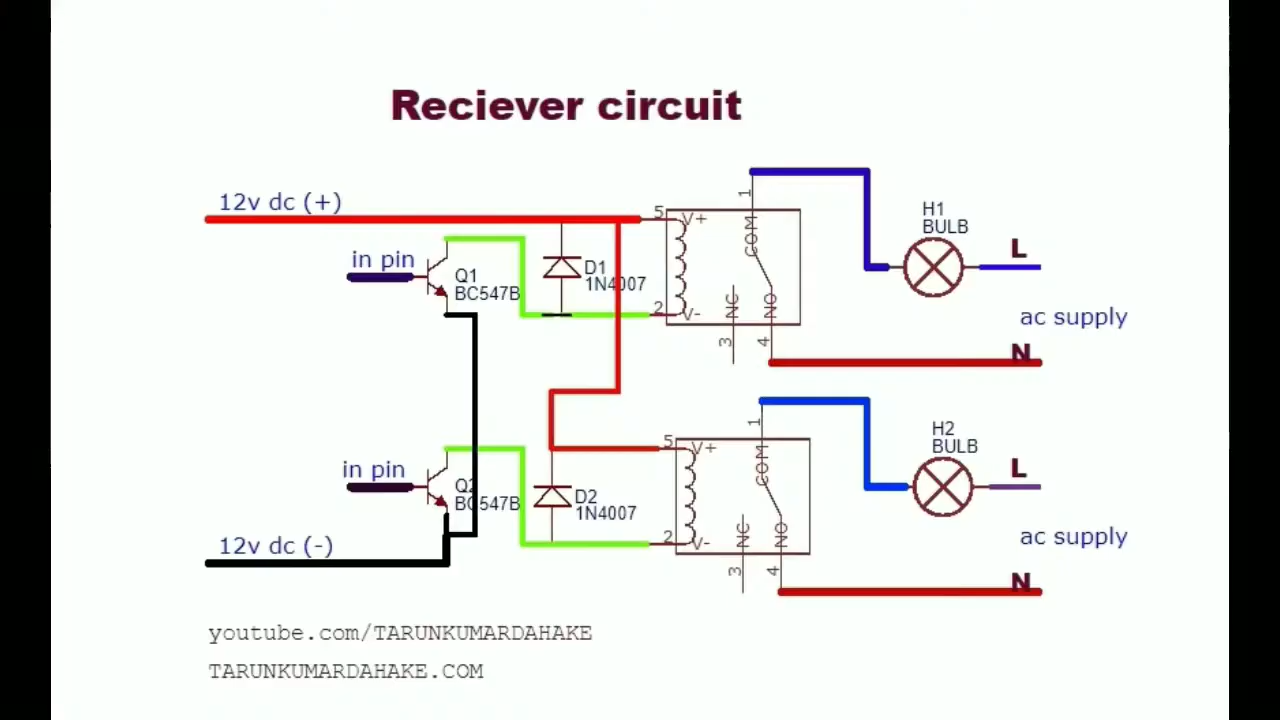 Reciever circuit
12v dc (+)
in pin
Q1
BC547B
D1
1N4007
5
V+
2
V-
1
COM
NC
NO
3
4
H1
BULB
L
ac supply
N
in pin
Q2
BC547B
12v dc (-)
D2
1N4007
5
V+
2
V-
1
COM
NC
NO
3
4
H2
BULB
L
ac supply
N
youtube.com/TARUNKUMARDAHAKE
TARUNKUMARDAHAKE.COM